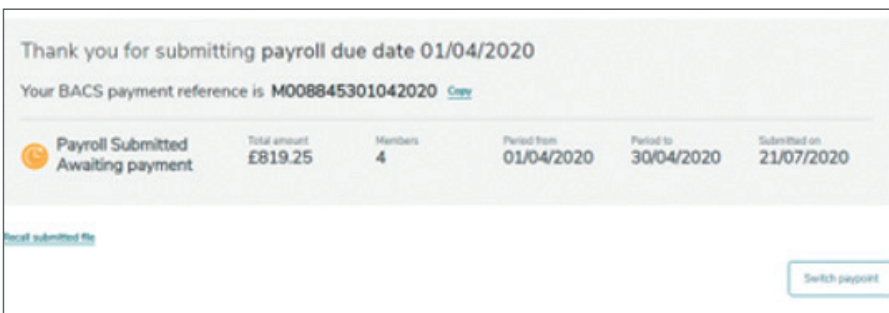 Thank you for submitting payroll due date 01/04/2020
Your BACS payment reference is M008845301042020 Copy
Payroll Submitted
Awaiting payment
Total amount
£819.25
Members
4
Period from
01/04/2020
Period to
30/04/2020
Submitted on
21/07/2020
Recall submitted file
Switch paypoint